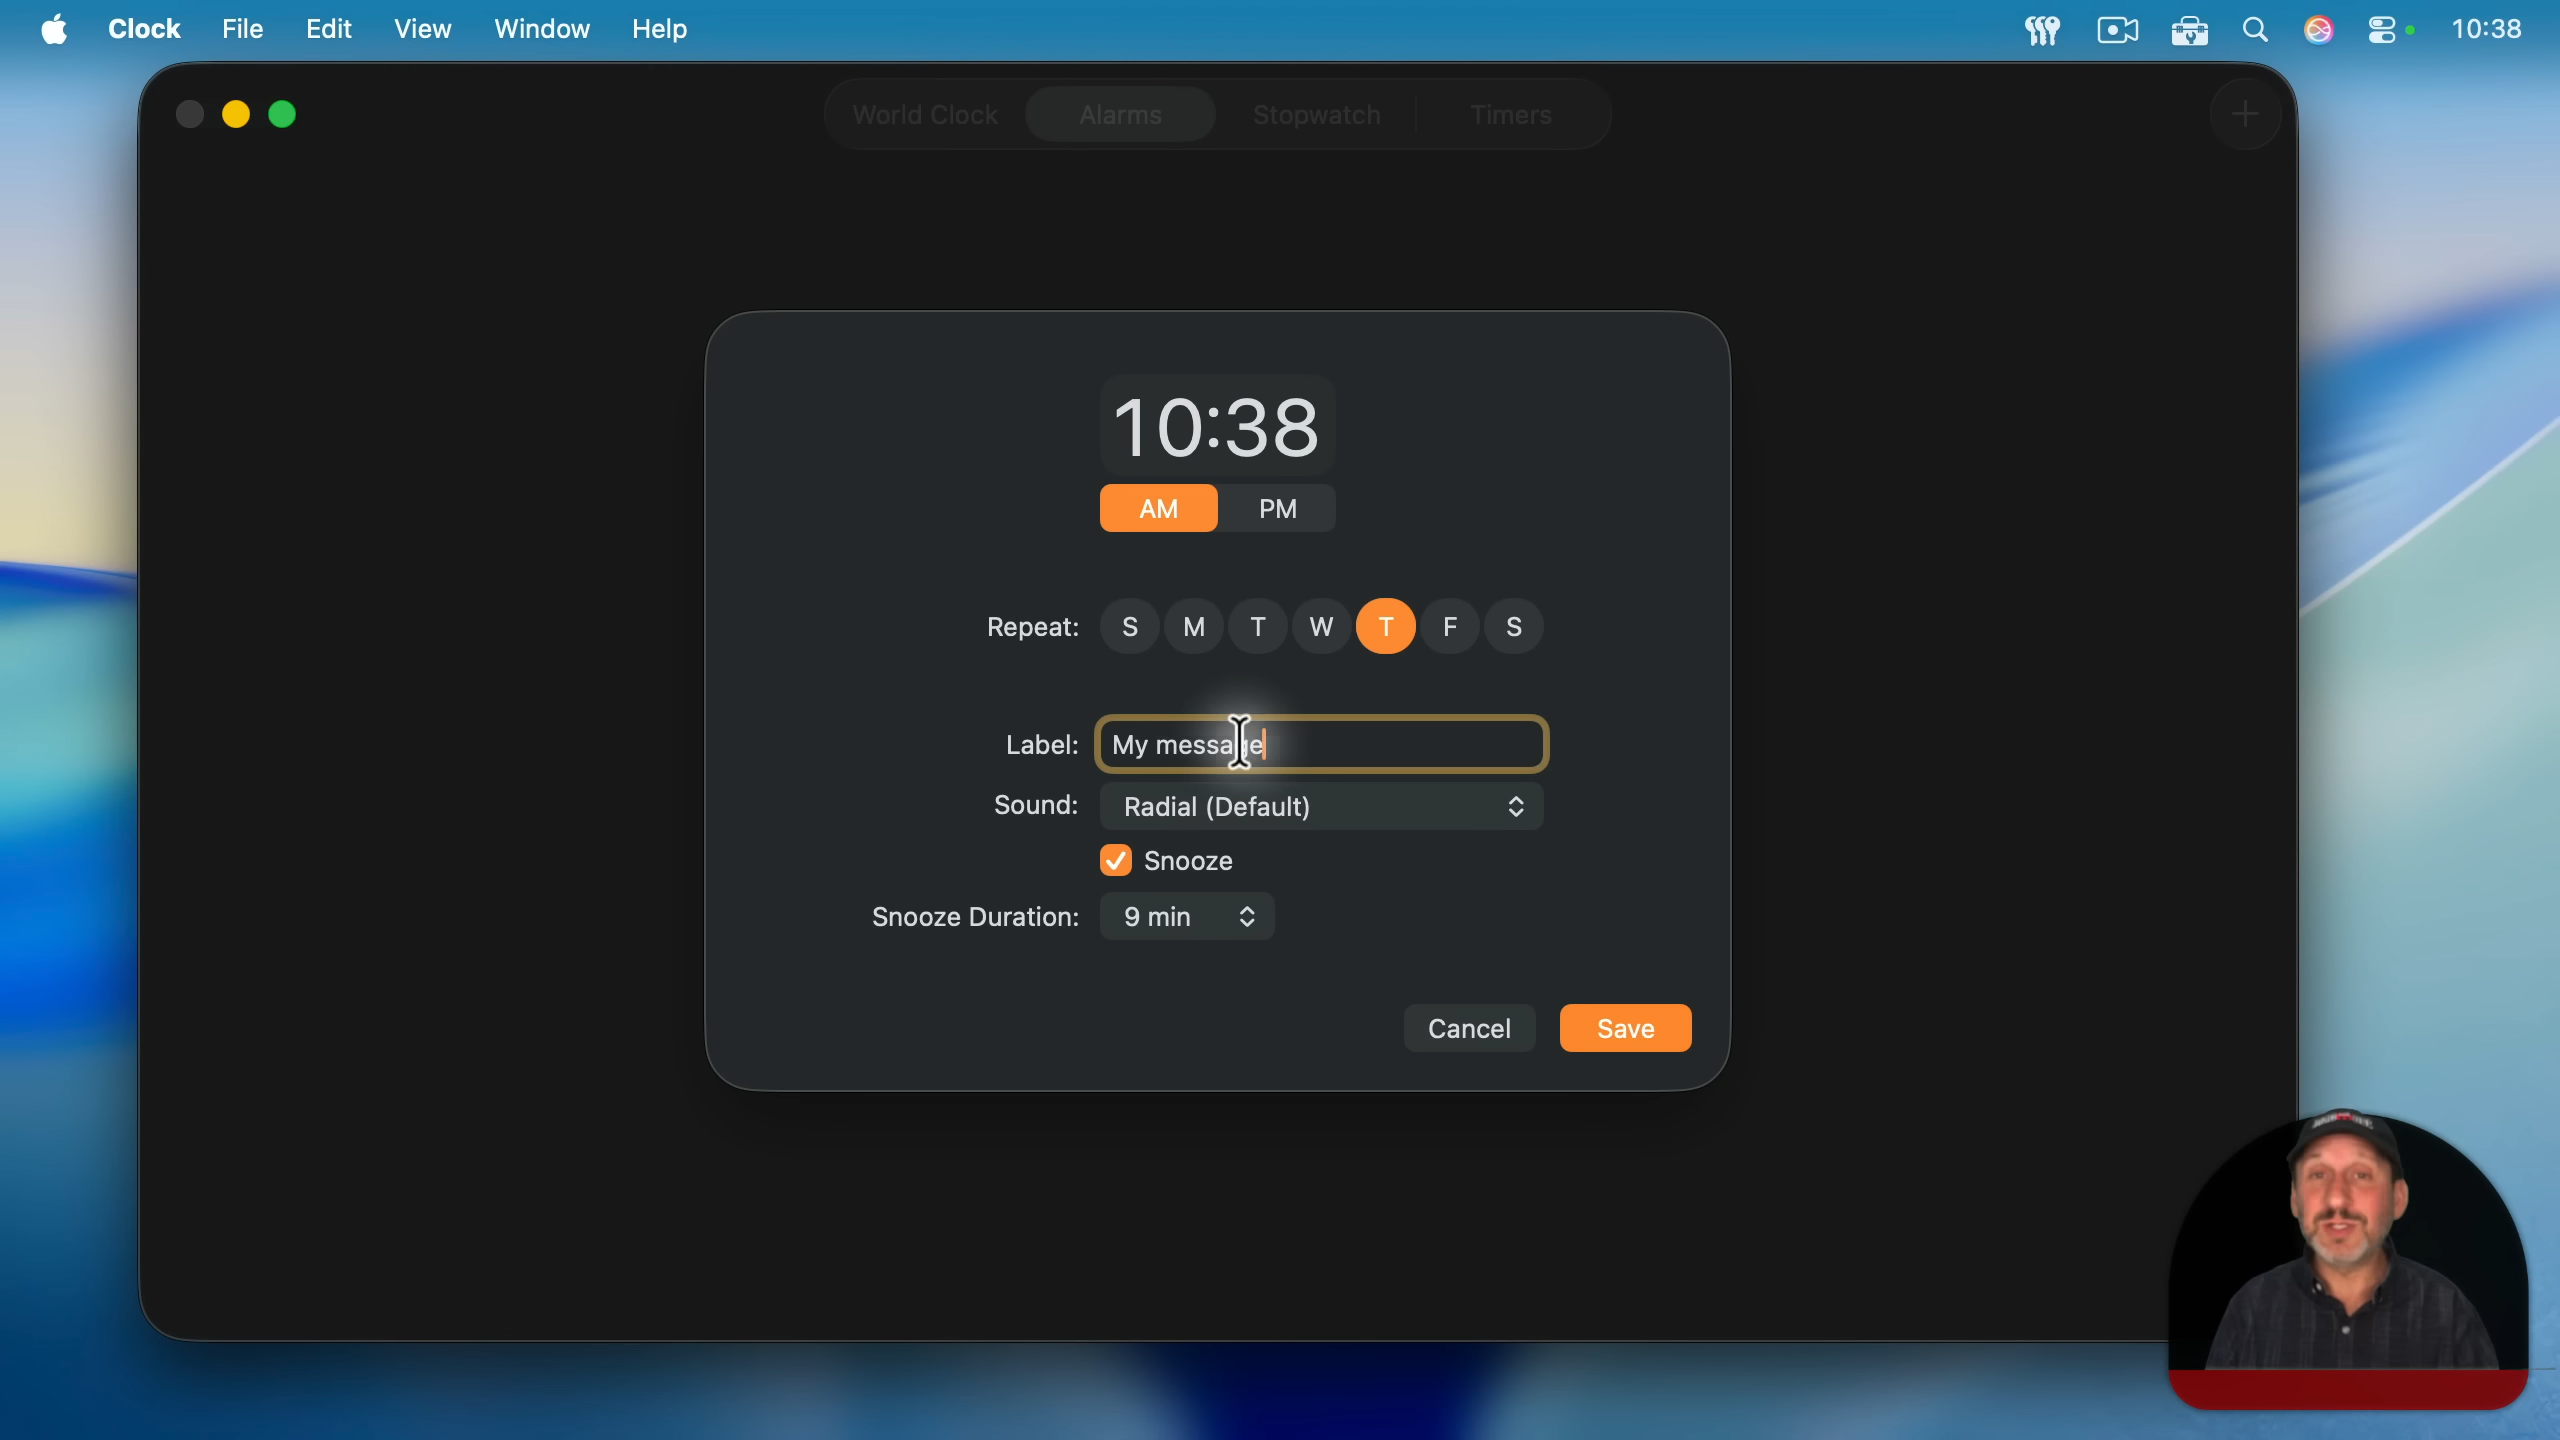 Clock File Edit View Window Help 10:38
World Clock Alarms Stopwatch Timers
10:38
AM PM
Repeat: S M T W T F S
Label: My message
Sound: Radial (Default)
Snooze
Snooze Duration: 9 min
Cancel Save